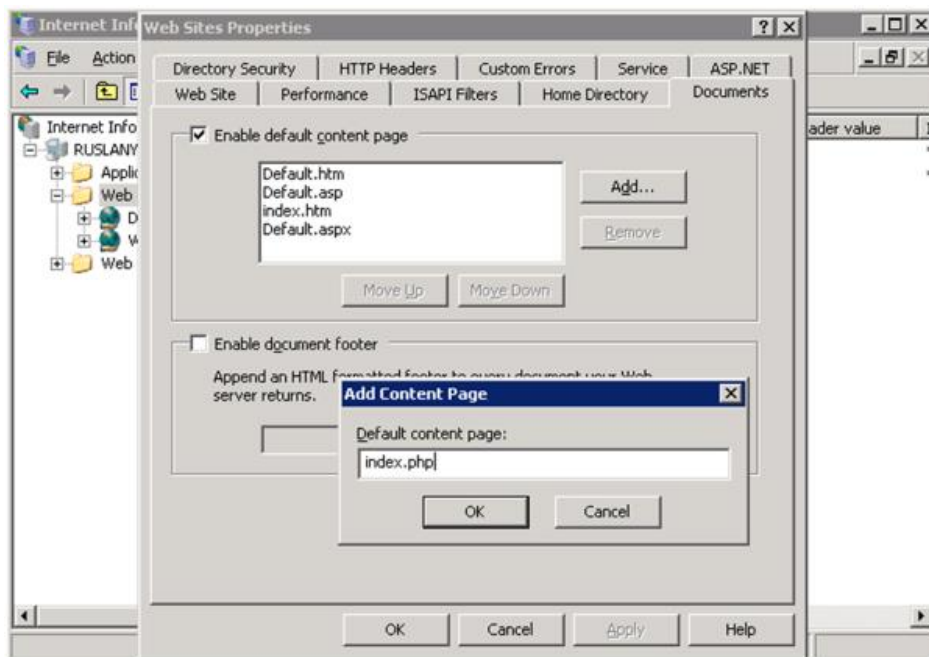 Internet Inf
Web Sites Properties
File Action
Directory Security HTTP Headers Custom Errors Service ASP.NET
Web Site Performance ISAPI Filters Home Directory Documents
Internet Info
RUSLANY
Applic
Web
D
W
Web
ader value
Enable default content page
Default.htm
Default.asp
index.htm
Default.aspx
Add...
Remove
Move Up Move Down
Enable document footer
Append an HTML formatted footer to every document your Web
server returns.
Add Content Page
Default content page:
index.php
OK Cancel
OK Cancel Apply Help